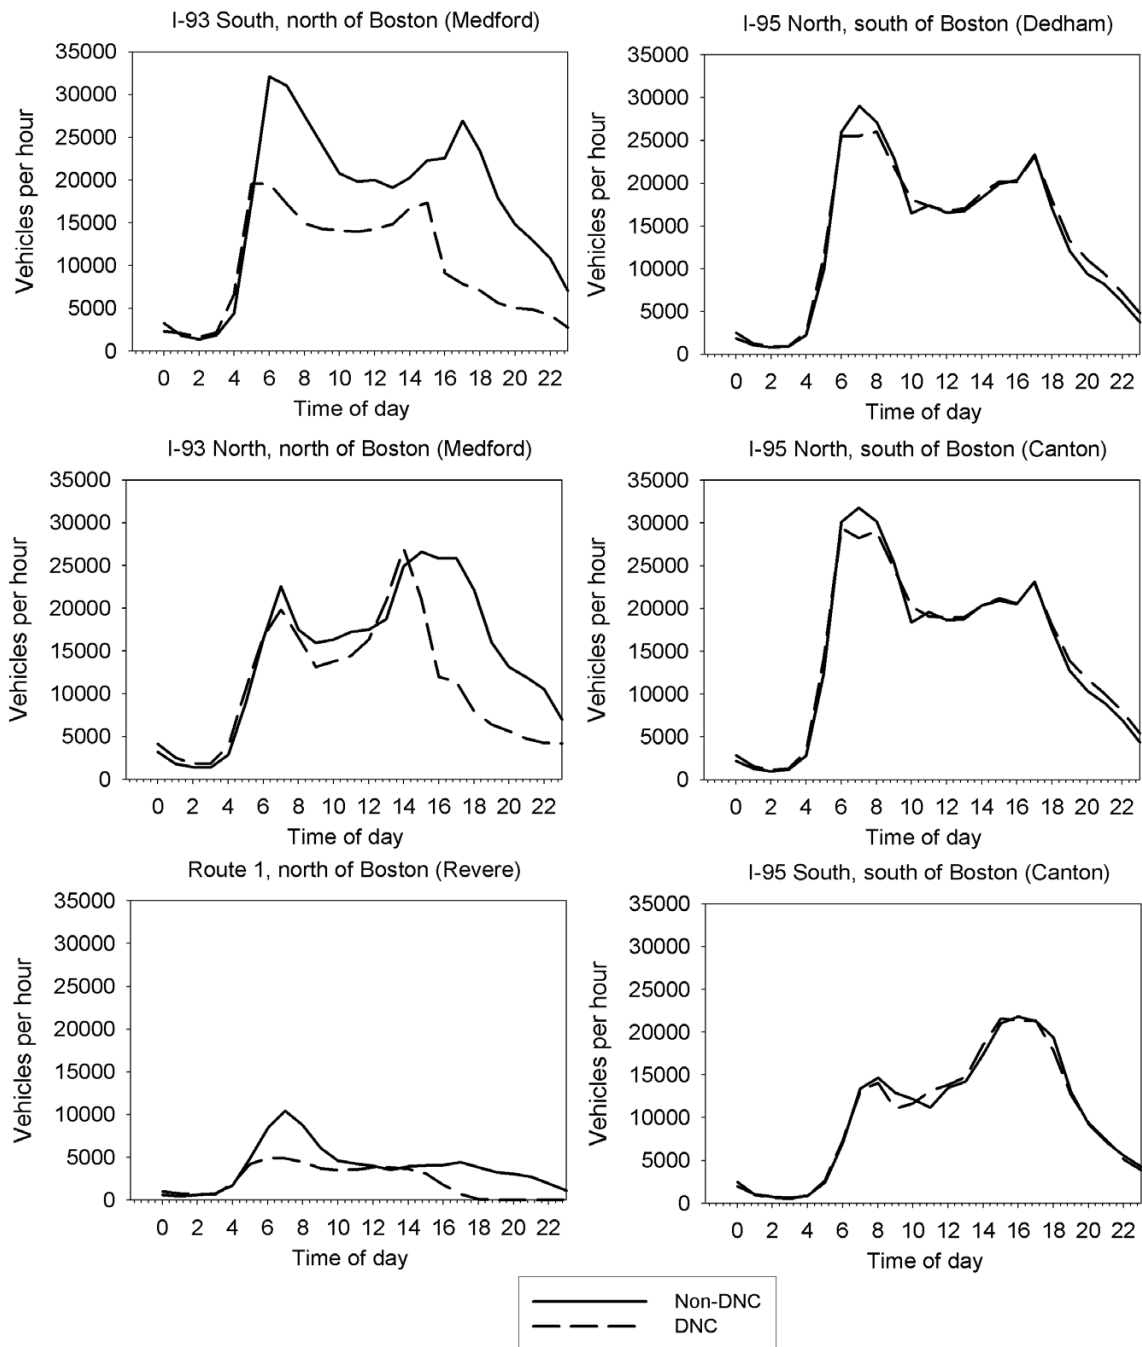 I-93 South, north of Boston (Medford)
Vehicles per hour
35000
30000
25000
20000
15000
10000
5000
0
0 2 4 6 8 10 12 14 16 18 20 22
Time of day
I-95 North, south of Boston (Dedham)
Vehicles per hour
35000
30000
25000
20000
15000
10000
5000
0
0 2 4 6 8 10 12 14 16 18 20 22
Time of day
I-93 North, north of Boston (Medford)
Vehicles per hour
35000
30000
25000
20000
15000
10000
5000
0
0 2 4 6 8 10 12 14 16 18 20 22
Time of day
I-95 North, south of Boston (Canton)
Vehicles per hour
35000
30000
25000
20000
15000
10000
5000
0
0 2 4 6 8 10 12 14 16 18 20 22
Time of day
Route 1, north of Boston (Revere)
Vehicles per hour
35000
30000
25000
20000
15000
10000
5000
0
0 2 4 6 8 10 12 14 16 18 20 22
Time of day
I-95 South, south of Boston (Canton)
Vehicles per hour
35000
30000
25000
20000
15000
10000
5000
0
0 2 4 6 8 10 12 14 16 18 20 22
Time of day
Non-DNC
DNC